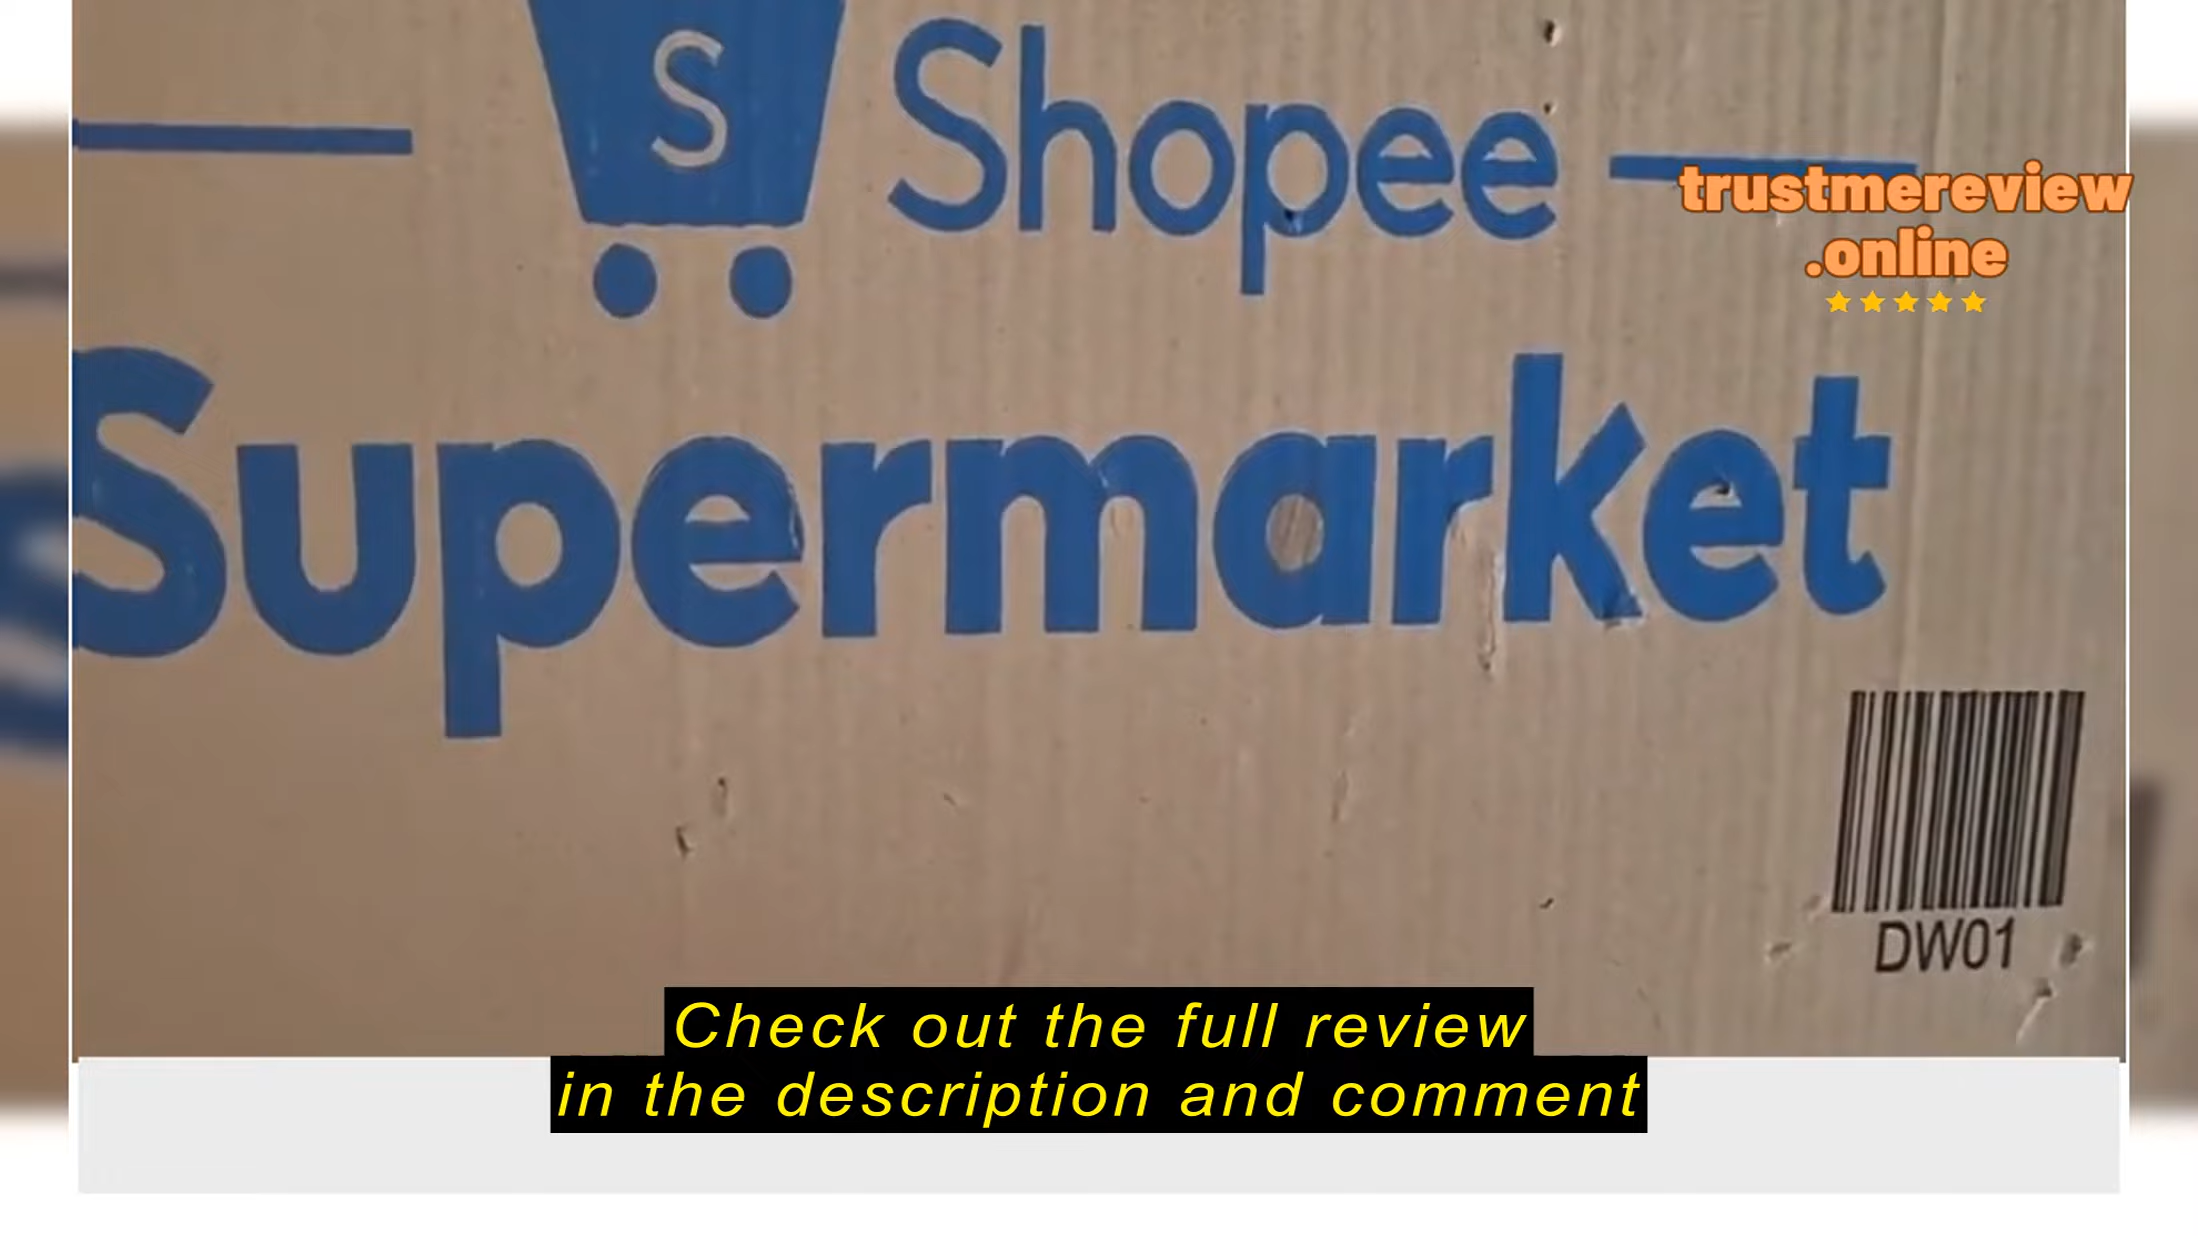 S
Shopee
trustmereview
.online
Supermarket
DW01
Check out the full review
in the description and comment